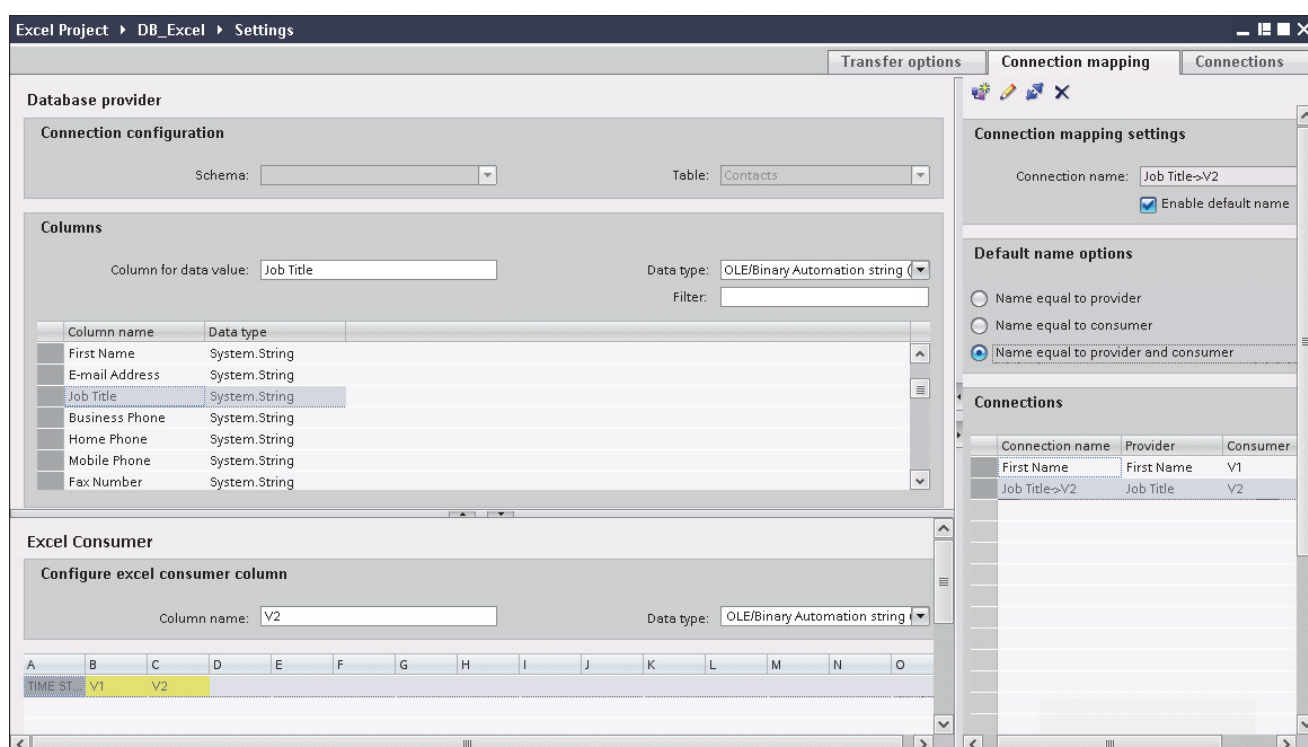 Excel Project ▸ DB_Excel ▸ Settings
Transfer options
Connection mapping
Connections
Database provider
Connection configuration
Schema:
Table: Contacts
Columns
Column for data value: Job Title
Data type: OLE/Binary Automation string (
Filter:
Column name Data type
First Name System.String
E-mail Address System.String
Job Title System.String
Business Phone System.String
Home Phone System.String
Mobile Phone System.String
Fax Number System.String
Excel Consumer
Configure excel consumer column
Column name: V2
Data type: OLE/Binary Automation string
A B C D E F G H I J K L M N O
TIME ST... V1 V2
Connection mapping settings
Connection name: Job Title->V2
Enable default name
Default name options
Name equal to provider
Name equal to consumer
Name equal to provider and consumer
Connections
Connection name Provider Consumer
First Name First Name V1
Job Title->V2 Job Title V2